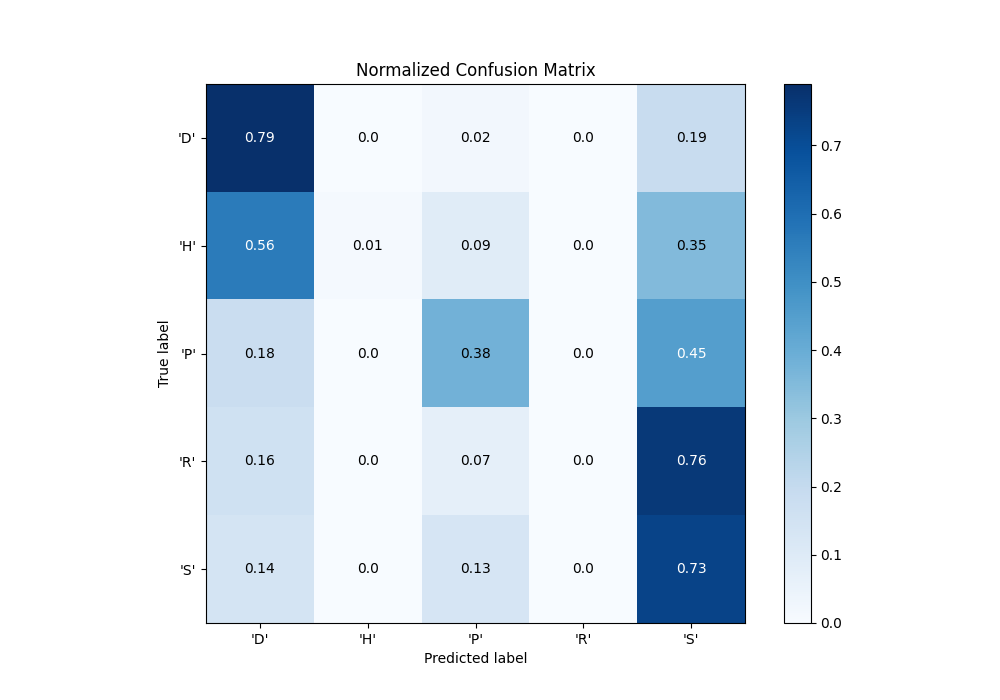 Normalized Confusion Matrix
True label
'D' 0.79 0.0 0.02 0.0 0.19
'H' 0.56 0.01 0.09 0.0 0.35
'P' 0.18 0.0 0.38 0.0 0.45
'R' 0.16 0.0 0.07 0.0 0.76
'S' 0.14 0.0 0.13 0.0 0.73
'D' 'H' 'P' 'R' 'S'
Predicted label
0.7
0.6
0.5
0.4
0.3
0.2
0.1
0.0